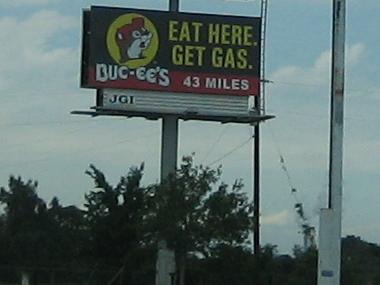 EAT HERE.
GET GAS.
BUC-EE'S
43 MILES
JGI